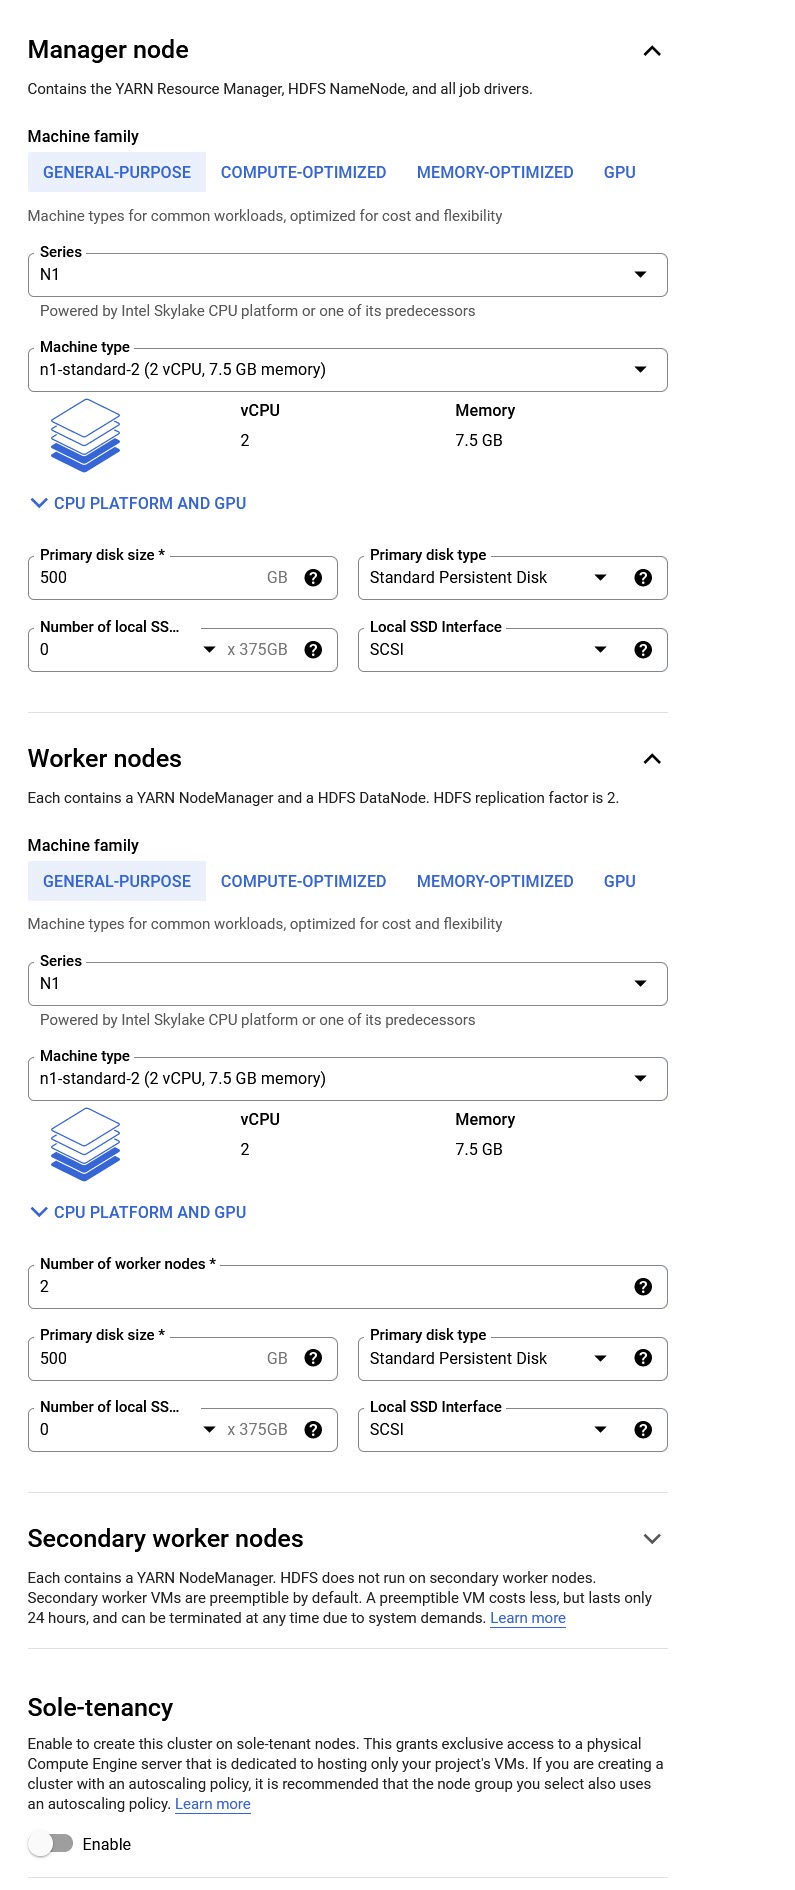 Manager node
Contains the YARN Resource Manager, HDFS NameNode, and all job drivers.
Machine family
GENERAL-PURPOSE COMPUTE-OPTIMIZED MEMORY-OPTIMIZED GPU
Machine types for common workloads, optimized for cost and flexibility
Series
N1
Powered by Intel Skylake CPU platform or one of its predecessors
Machine type
n1-standard-2 (2 vCPU, 7.5 GB memory)
vCPU Memory
2 7.5 GB
CPU PLATFORM AND GPU
Primary disk size * Primary disk type
500 GB ? Standard Persistent Disk ?
Number of local SS... Local SSD Interface
0 x 375GB ? SCSI ?
Worker nodes
Each contains a YARN NodeManager and a HDFS DataNode. HDFS replication factor is 2.
Machine family
GENERAL-PURPOSE COMPUTE-OPTIMIZED MEMORY-OPTIMIZED GPU
Machine types for common workloads, optimized for cost and flexibility
Series
N1
Powered by Intel Skylake CPU platform or one of its predecessors
Machine type
n1-standard-2 (2 vCPU, 7.5 GB memory)
vCPU Memory
2 7.5 GB
CPU PLATFORM AND GPU
Number of worker nodes *
2 ?
Primary disk size * Primary disk type
500 GB ? Standard Persistent Disk ?
Number of local SS... Local SSD Interface
0 x 375GB ? SCSI ?
Secondary worker nodes
Each contains a YARN NodeManager. HDFS does not run on secondary worker nodes.
Secondary worker VMs are preemptible by default. A preemptible VM costs less, but lasts only
24 hours, and can be terminated at any time due to system demands. Learn more
Sole-tenancy
Enable to create this cluster on sole-tenant nodes. This grants exclusive access to a physical
Compute Engine server that is dedicated to hosting only your project's VMs. If you are creating a
cluster with an autoscaling policy, it is recommended that the node group you select also uses
an autoscaling policy. Learn more
Enable